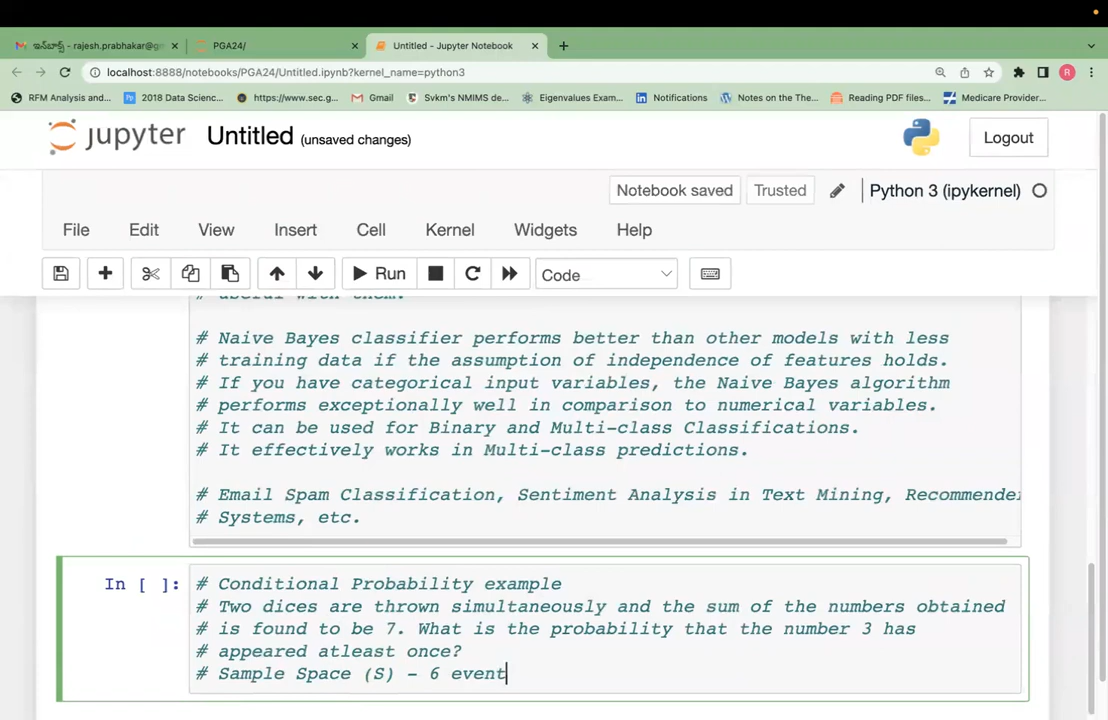 ఇన్‌బాక్స్ - rajesh.prabhakar@gm
PGA24/
Untitled - Jupyter Notebook
localhost:8888/notebooks/PGA24/Untitled.ipynb?kernel_name=python3
R
RFM Analysis and...
2018 Data Scienc...
https://www.sec.g...
Gmail
Svkm's NMIMS de...
Eigenvalues Exam...
Notifications
Notes on the The...
Reading PDF files...
Medicare Provider...
jupyter Untitled (unsaved changes)
Logout
Notebook saved
Trusted
Python 3 (ipykernel)
File Edit View Insert Cell Kernel Widgets Help
Run
Code
# Naive Bayes classifier performs better than other models with less
# training data if the assumption of independence of features holds.
# If you have categorical input variables, the Naive Bayes algorithm
# performs exceptionally well in comparison to numerical variables.
# It can be used for Binary and Multi-class Classifications.
# It effectively works in Multi-class predictions.
# Email Spam Classification, Sentiment Analysis in Text Mining, Recommender
# Systems, etc.
In [ ]:
# Conditional Probability example
# Two dices are thrown simultaneously and the sum of the numbers obtained
# is found to be 7. What is the probability that the number 3 has
# appeared atleast once?
# Sample Space (S) - 6 event